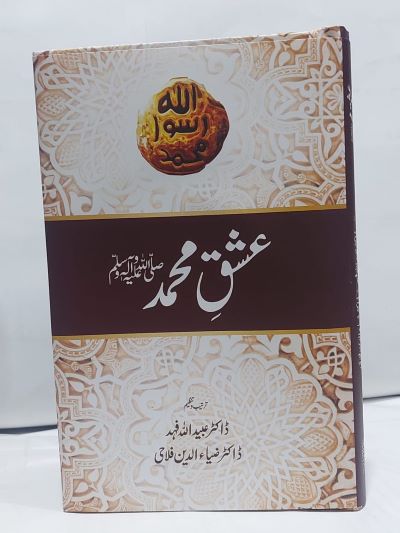 الله
رسول
محمد
عشقِ محمد صلی اللہ علیہ وآلہ وسلم
ترتیب و تنظیم
ڈاکٹر عبید اللہ فہد
ڈاکٹر ضیاء الدین فلاحی